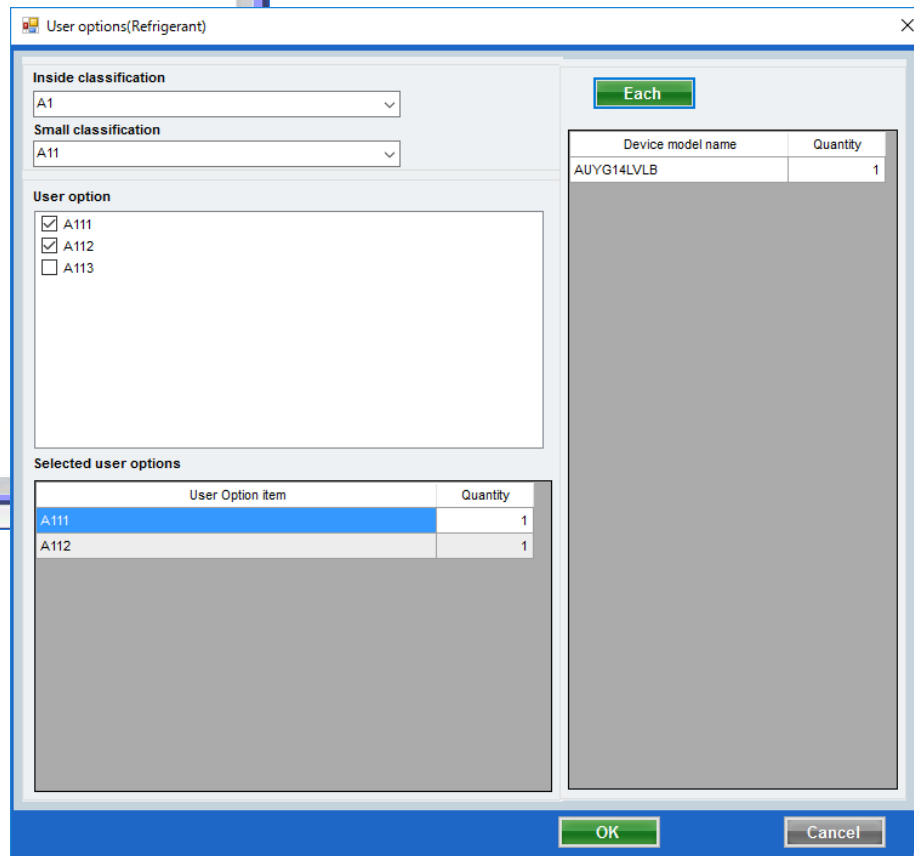 User options(Refrigerant)
Inside classification
A1
Small classification
A11
User option
A111
A112
A113
Selected user options
User Option item Quantity
A111 1
A112 1
Each
Device model name Quantity
AUYG14LVLB 1
OK Cancel